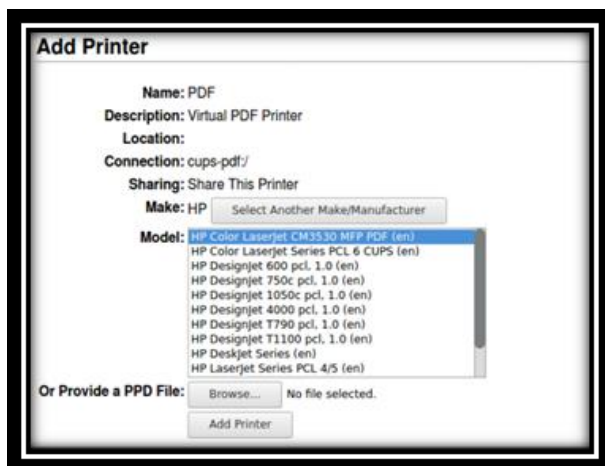 Add Printer
Name: PDF
Description: Virtual PDF Printer
Location:
Connection: cups-pdf:/
Sharing: Share This Printer
Make: HP Select Another Make/Manufacturer
Model: HP Color LaserJet CM3530 MFP PDF (en)
HP Color LaserJet Series PCL 6 CUPS (en)
HP DesignJet 600 pcl, 1.0 (en)
HP DesignJet 750c pcl, 1.0 (en)
HP DesignJet 1050c pcl, 1.0 (en)
HP DesignJet 4000 pcl, 1.0 (en)
HP DesignJet T790 pcl, 1.0 (en)
HP DesignJet T1100 pcl, 1.0 (en)
HP DeskJet Series (en)
HP LaserJet Series PCL 4/5 (en)
Or Provide a PPD File: Browse... No file selected.
Add Printer